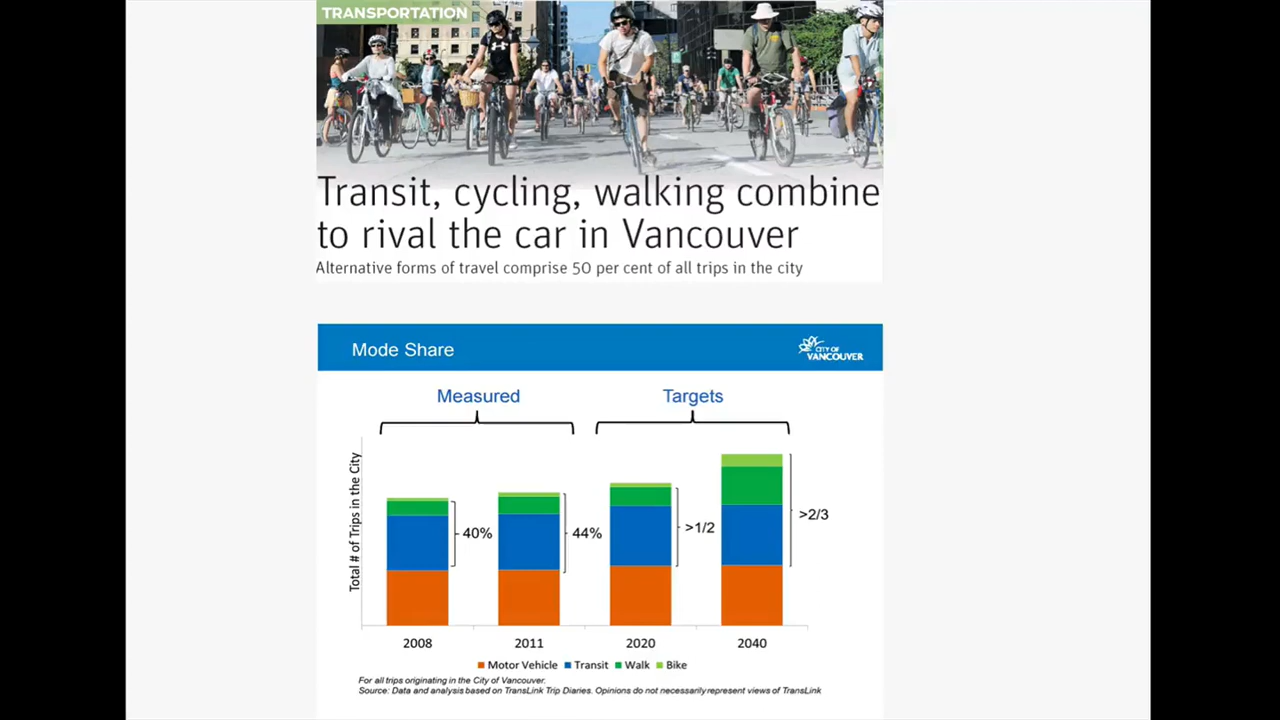 TRANSPORTATION
Transit, cycling, walking combine
to rival the car in Vancouver
Alternative forms of travel comprise 50 per cent of all trips in the city
Mode Share
CITY OF
VANCOUVER
Measured
Targets
Total # of Trips in the City
40%
44%
>1/2
>2/3
2008
2011
2020
2040
Motor Vehicle
Transit
Walk
Bike
For all trips originating in the City of Vancouver.
Source: Data and analysis based on TransLink Trip Diaries. Opinions do not necessarily represent views of TransLink